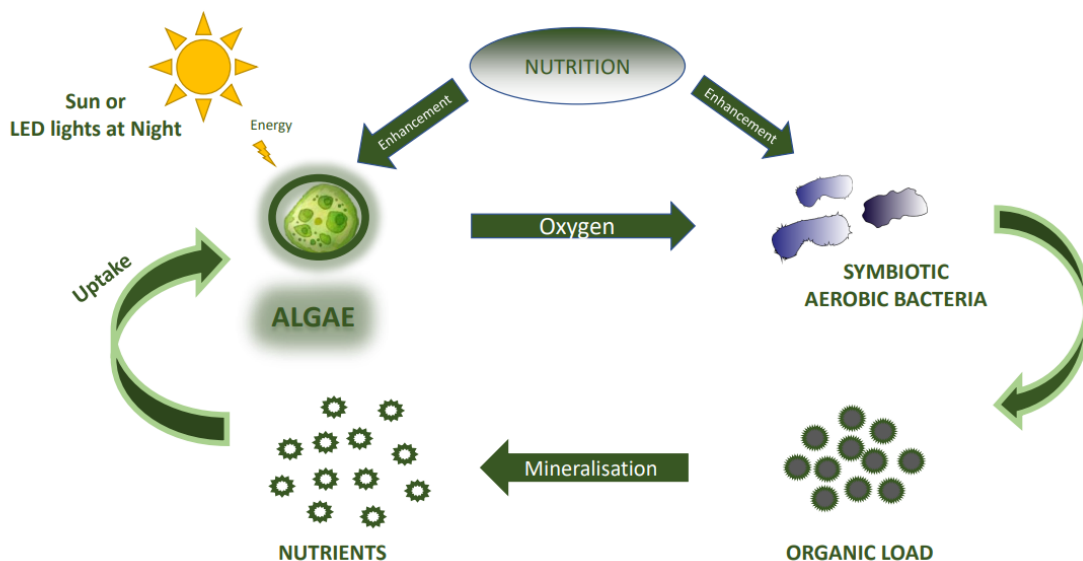 NUTRITION
Sun or
LED lights at Night
Energy
Enhancement
Enhancement
Oxygen
Uptake
ALGAE
SYMBIOTIC
AEROBIC BACTERIA
Mineralisation
NUTRIENTS
ORGANIC LOAD